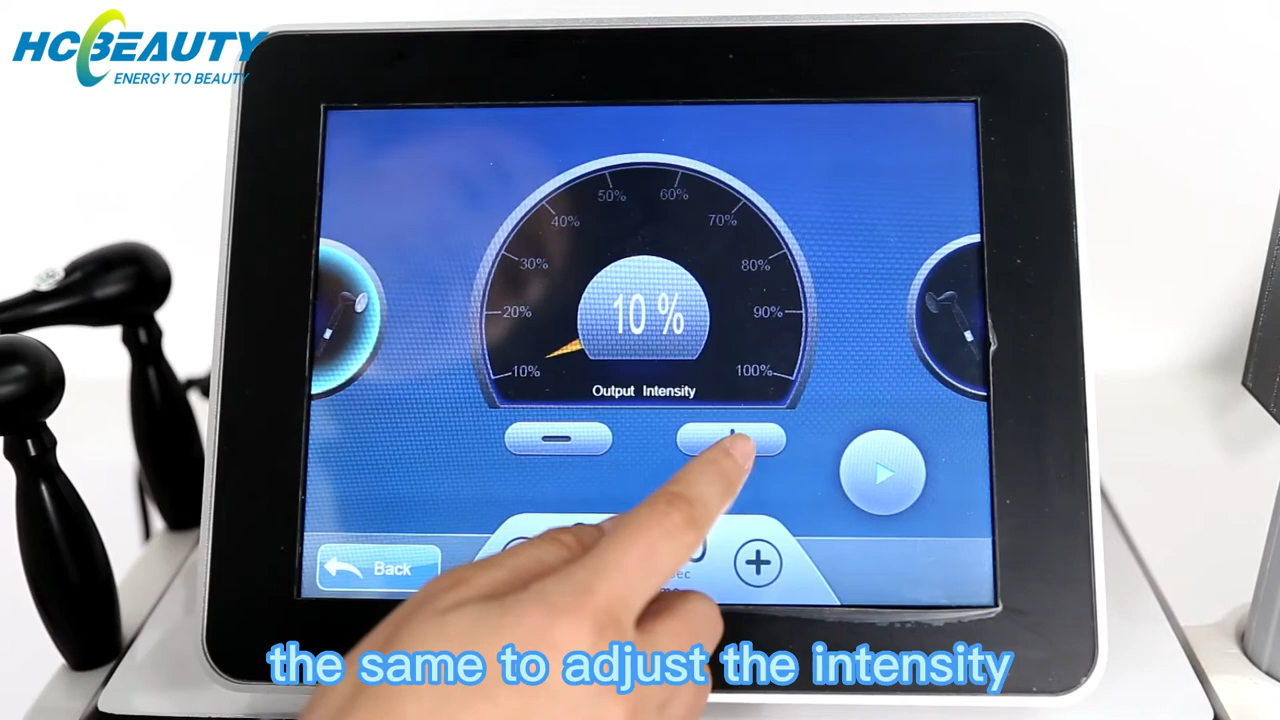 HCBEAUTY
ENERGY TO BEAUTY
50% 60%
40% 70%
30% 80%
20% 90%
10% 100%
10 %
Output Intensity
Back
the same to adjust the intensity